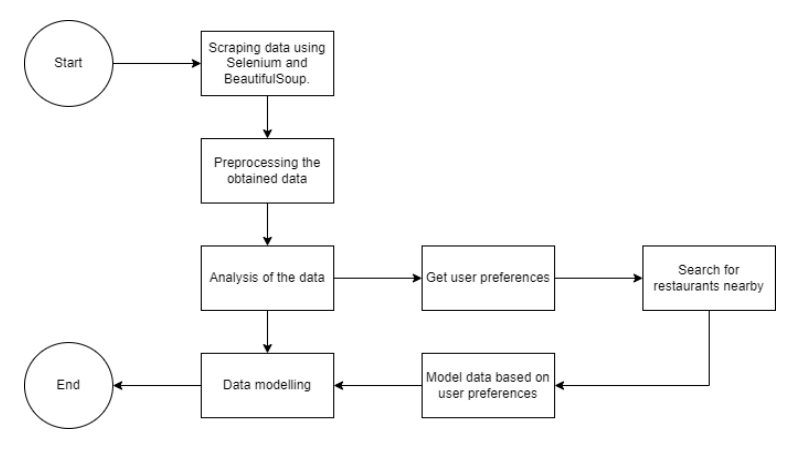 Start
Scraping data using
Selenium and
BeautifulSoup.
Preprocessing the
obtained data
Analysis of the data
Get user preferences
Search for
restaurants nearby
End
Data modelling
Model data based on
user preferences